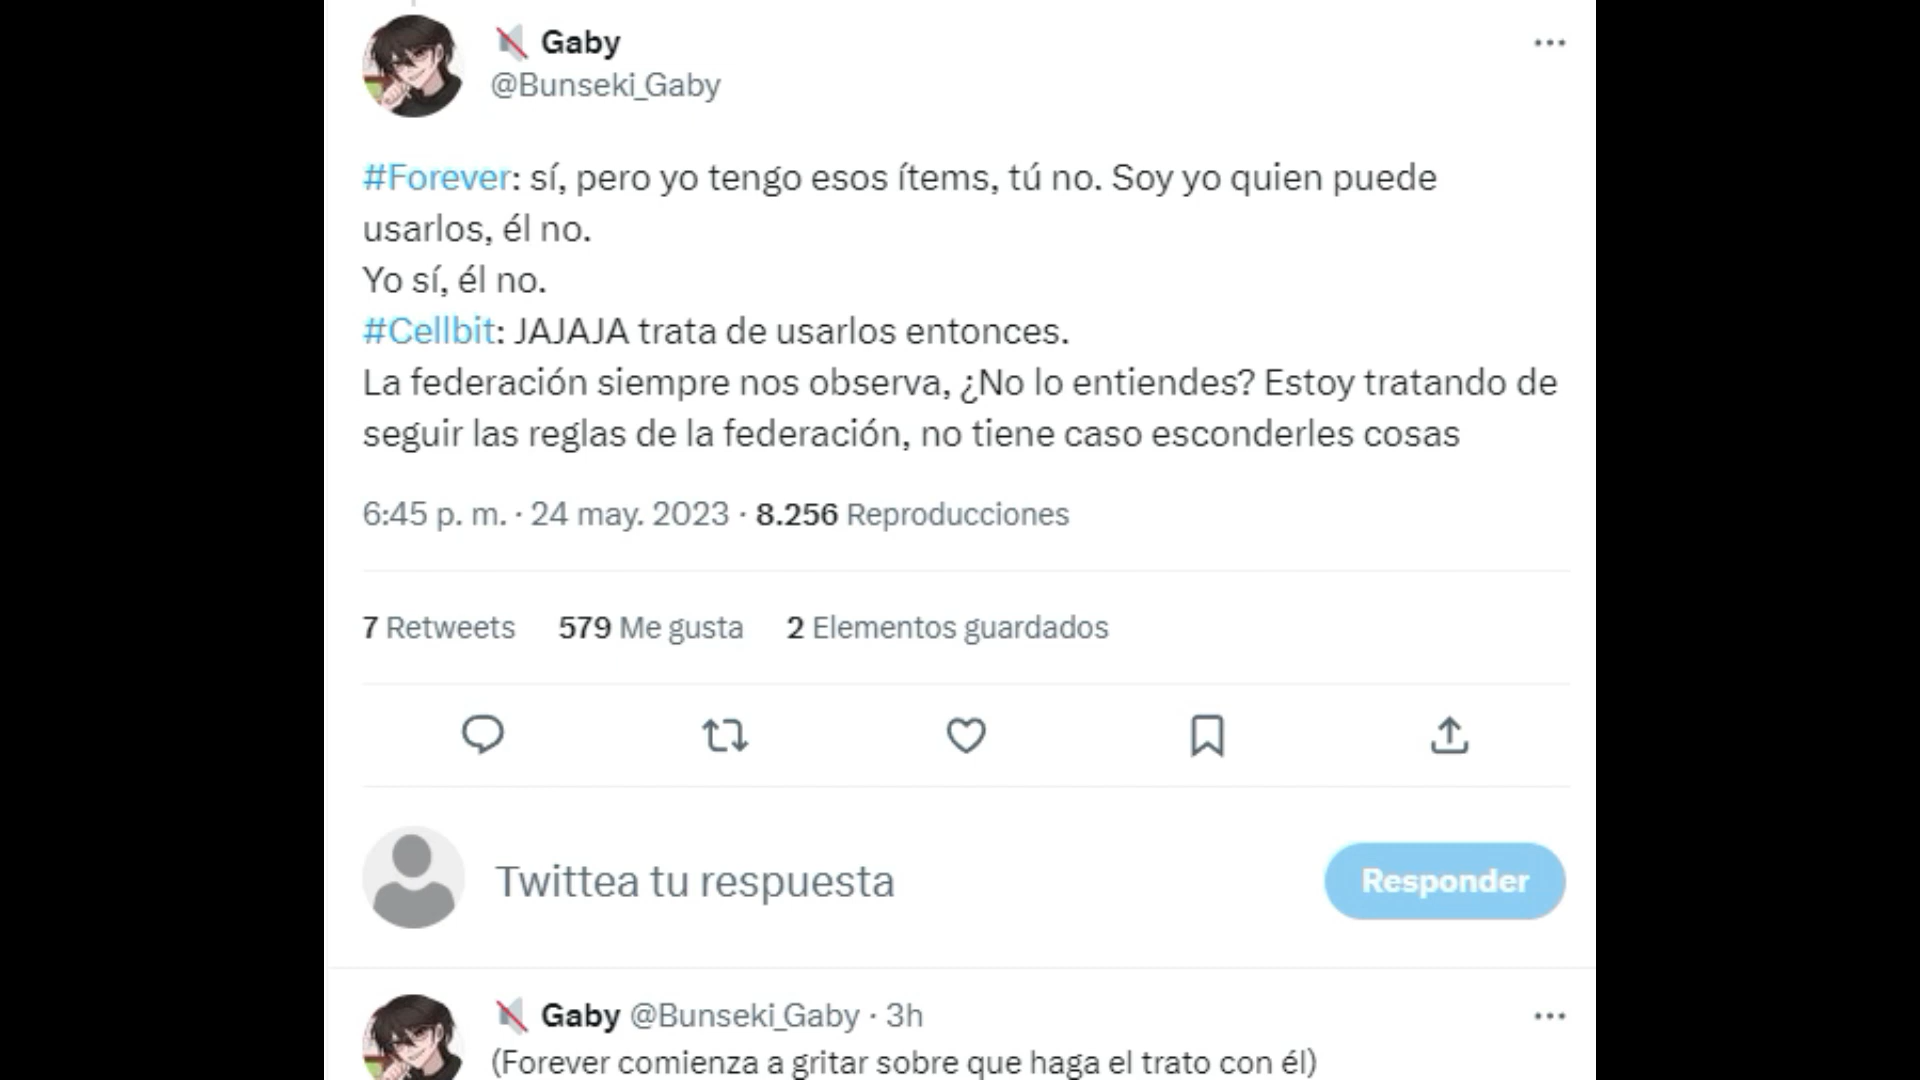 Gaby
@Bunseki_Gaby
#Forever: sí, pero yo tengo esos ítems, tú no. Soy yo quien puede
usarlos, él no.
Yo sí, él no.
#Cellbit: JAJAJA trata de usarlos entonces.
La federación siempre nos observa, ¿No lo entiendes? Estoy tratando de
seguir las reglas de la federación, no tiene caso esconderles cosas
6:45 p. m. · 24 may. 2023 · 8.256 Reproducciones
7 Retweets 579 Me gusta 2 Elementos guardados
Twittea tu respuesta
Responder
Gaby @Bunseki_Gaby · 3h
(Forever comienza a gritar sobre que haga el trato con él)